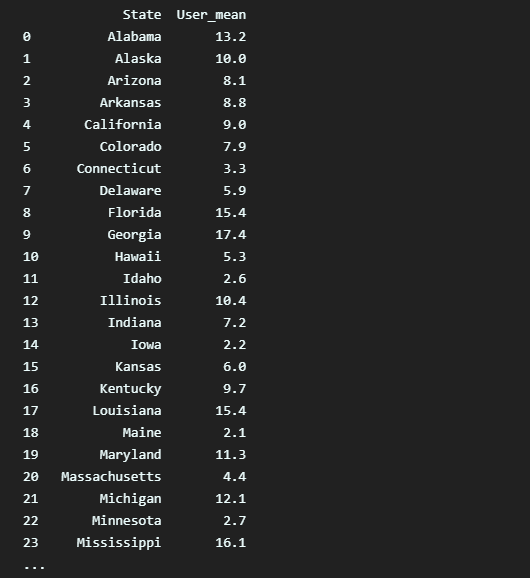 State User_mean
0 Alabama 13.2
1 Alaska 10.0
2 Arizona 8.1
3 Arkansas 8.8
4 California 9.0
5 Colorado 7.9
6 Connecticut 3.3
7 Delaware 5.9
8 Florida 15.4
9 Georgia 17.4
10 Hawaii 5.3
11 Idaho 2.6
12 Illinois 10.4
13 Indiana 7.2
14 Iowa 2.2
15 Kansas 6.0
16 Kentucky 9.7
17 Louisiana 15.4
18 Maine 2.1
19 Maryland 11.3
20 Massachusetts 4.4
21 Michigan 12.1
22 Minnesota 2.7
23 Mississippi 16.1
...